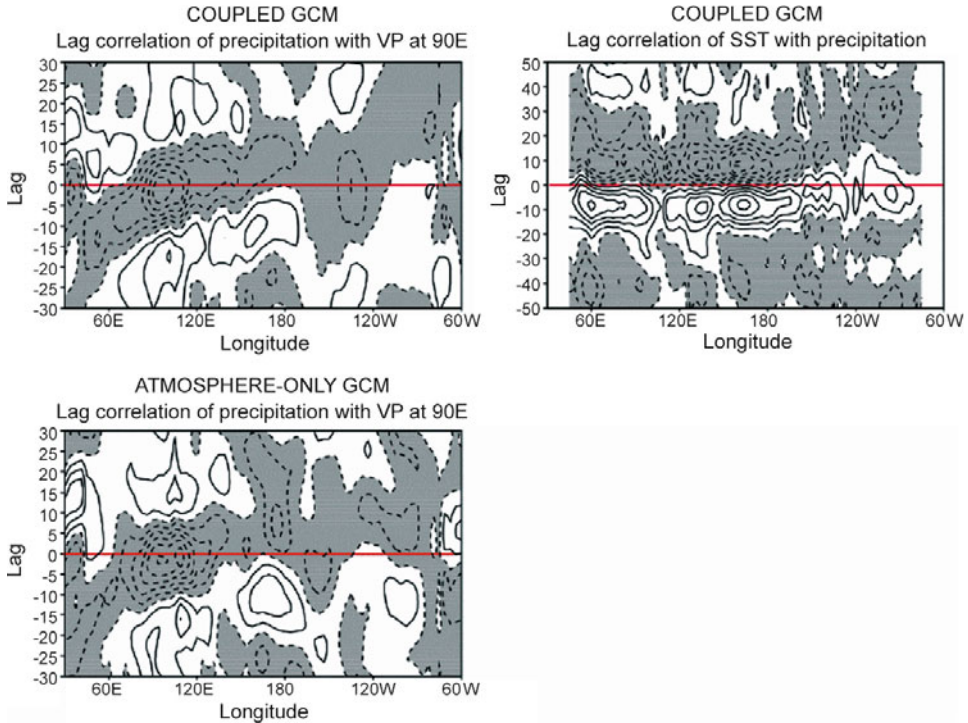 COUPLED GCM
Lag correlation of precipitation with VP at 90E
30
25
20
15
10
5
0
-5
-10
-15
-20
25
-30
Lag
60E 120E 180 120W 60W
Longitude
COUPLED GCM
Lag correlation of SST with precipitation
50
40
30
20
10
0
-10
-20
-30
-40
-50
Lag
60E 120E 180 120W 60W
Longitude
ATMOSPHERE-ONLY GCM
Lag correlation of precipitation with VP at 90E
30
25
20
15
10
5
0
-5
-10
-15
-20
-25
-30
Lag
60E 120E 180 120W 60W
Longitude